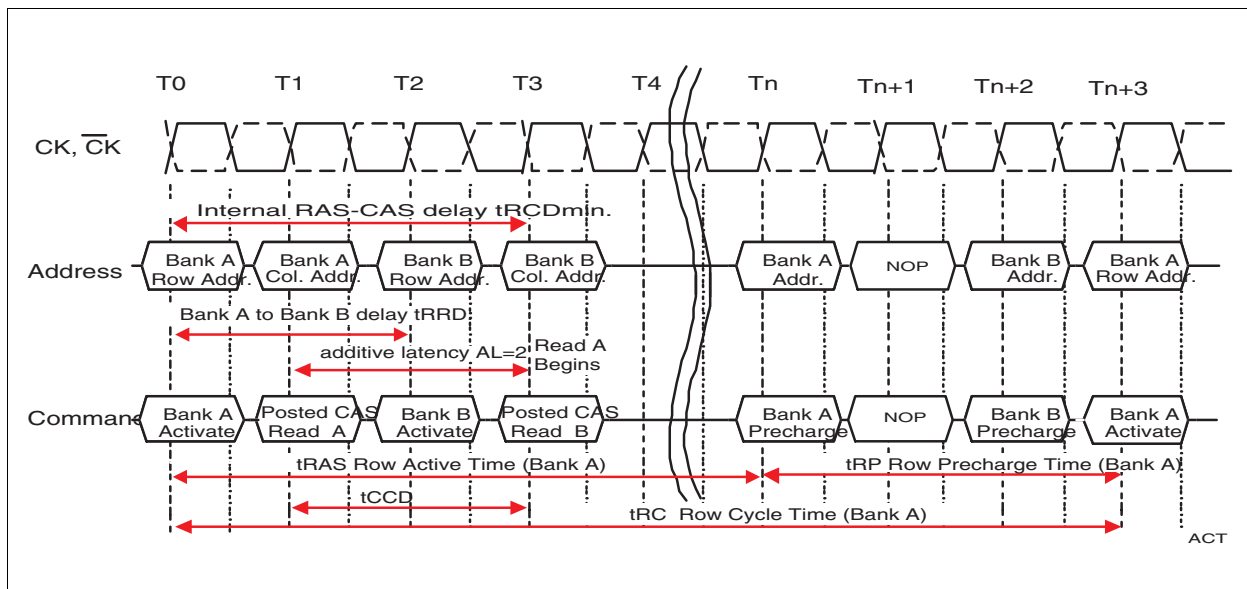 T0 T1 T2 T3 T4 Tn Tn+1 Tn+2 Tn+3
CK, C̅K̅
Internal RAS-CAS delay tRCDmin.
Address
Bank A Row Addr.
Bank A Col. Addr.
Bank B Row Addr.
Bank B Col. Addr.
Bank A Addr.
NOP
Bank B Addr.
Bank A Row Addr.
Bank A to Bank B delay tRRD.
additive latency AL=2
Read A
Begins
Command
Bank A Activate
Posted CAS Read A
Bank B Activate
Posted CAS Read B
Bank A Precharge
NOP
Bank B Precharge
Bank A Activate
tRAS Row Active Time (Bank A)
tRP Row Precharge Time (Bank A)
tCCD
tRC Row Cycle Time (Bank A)
ACT